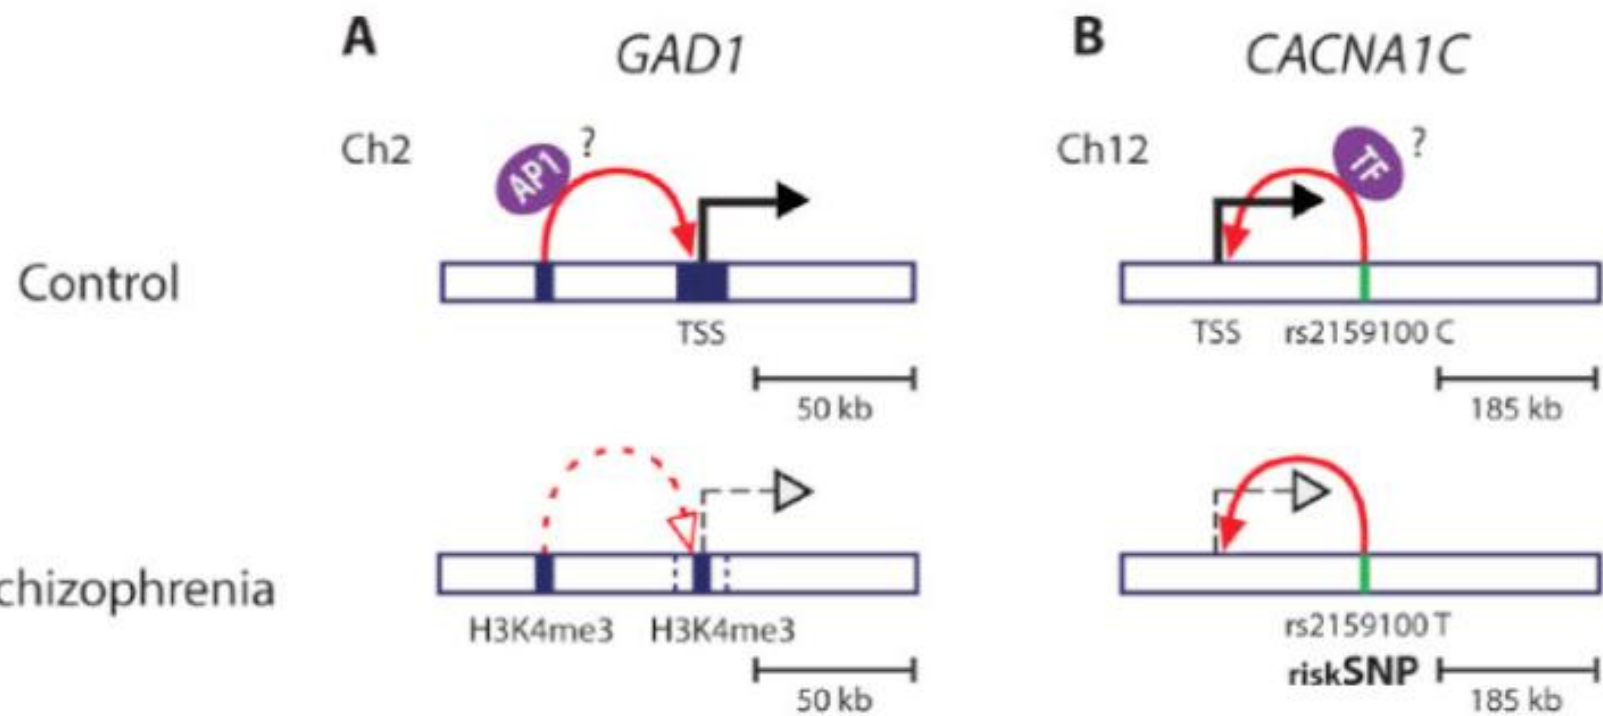 A
GAD1
B
CACNA1C
Ch2
AP1
?
Ch12
TF
?
Control
TSS
TSS
rs2159100 C
50 kb
185 kb
chizophrenia
H3K4me3
H3K4me3
rs2159100 T
riskSNP
50 kb
185 kb